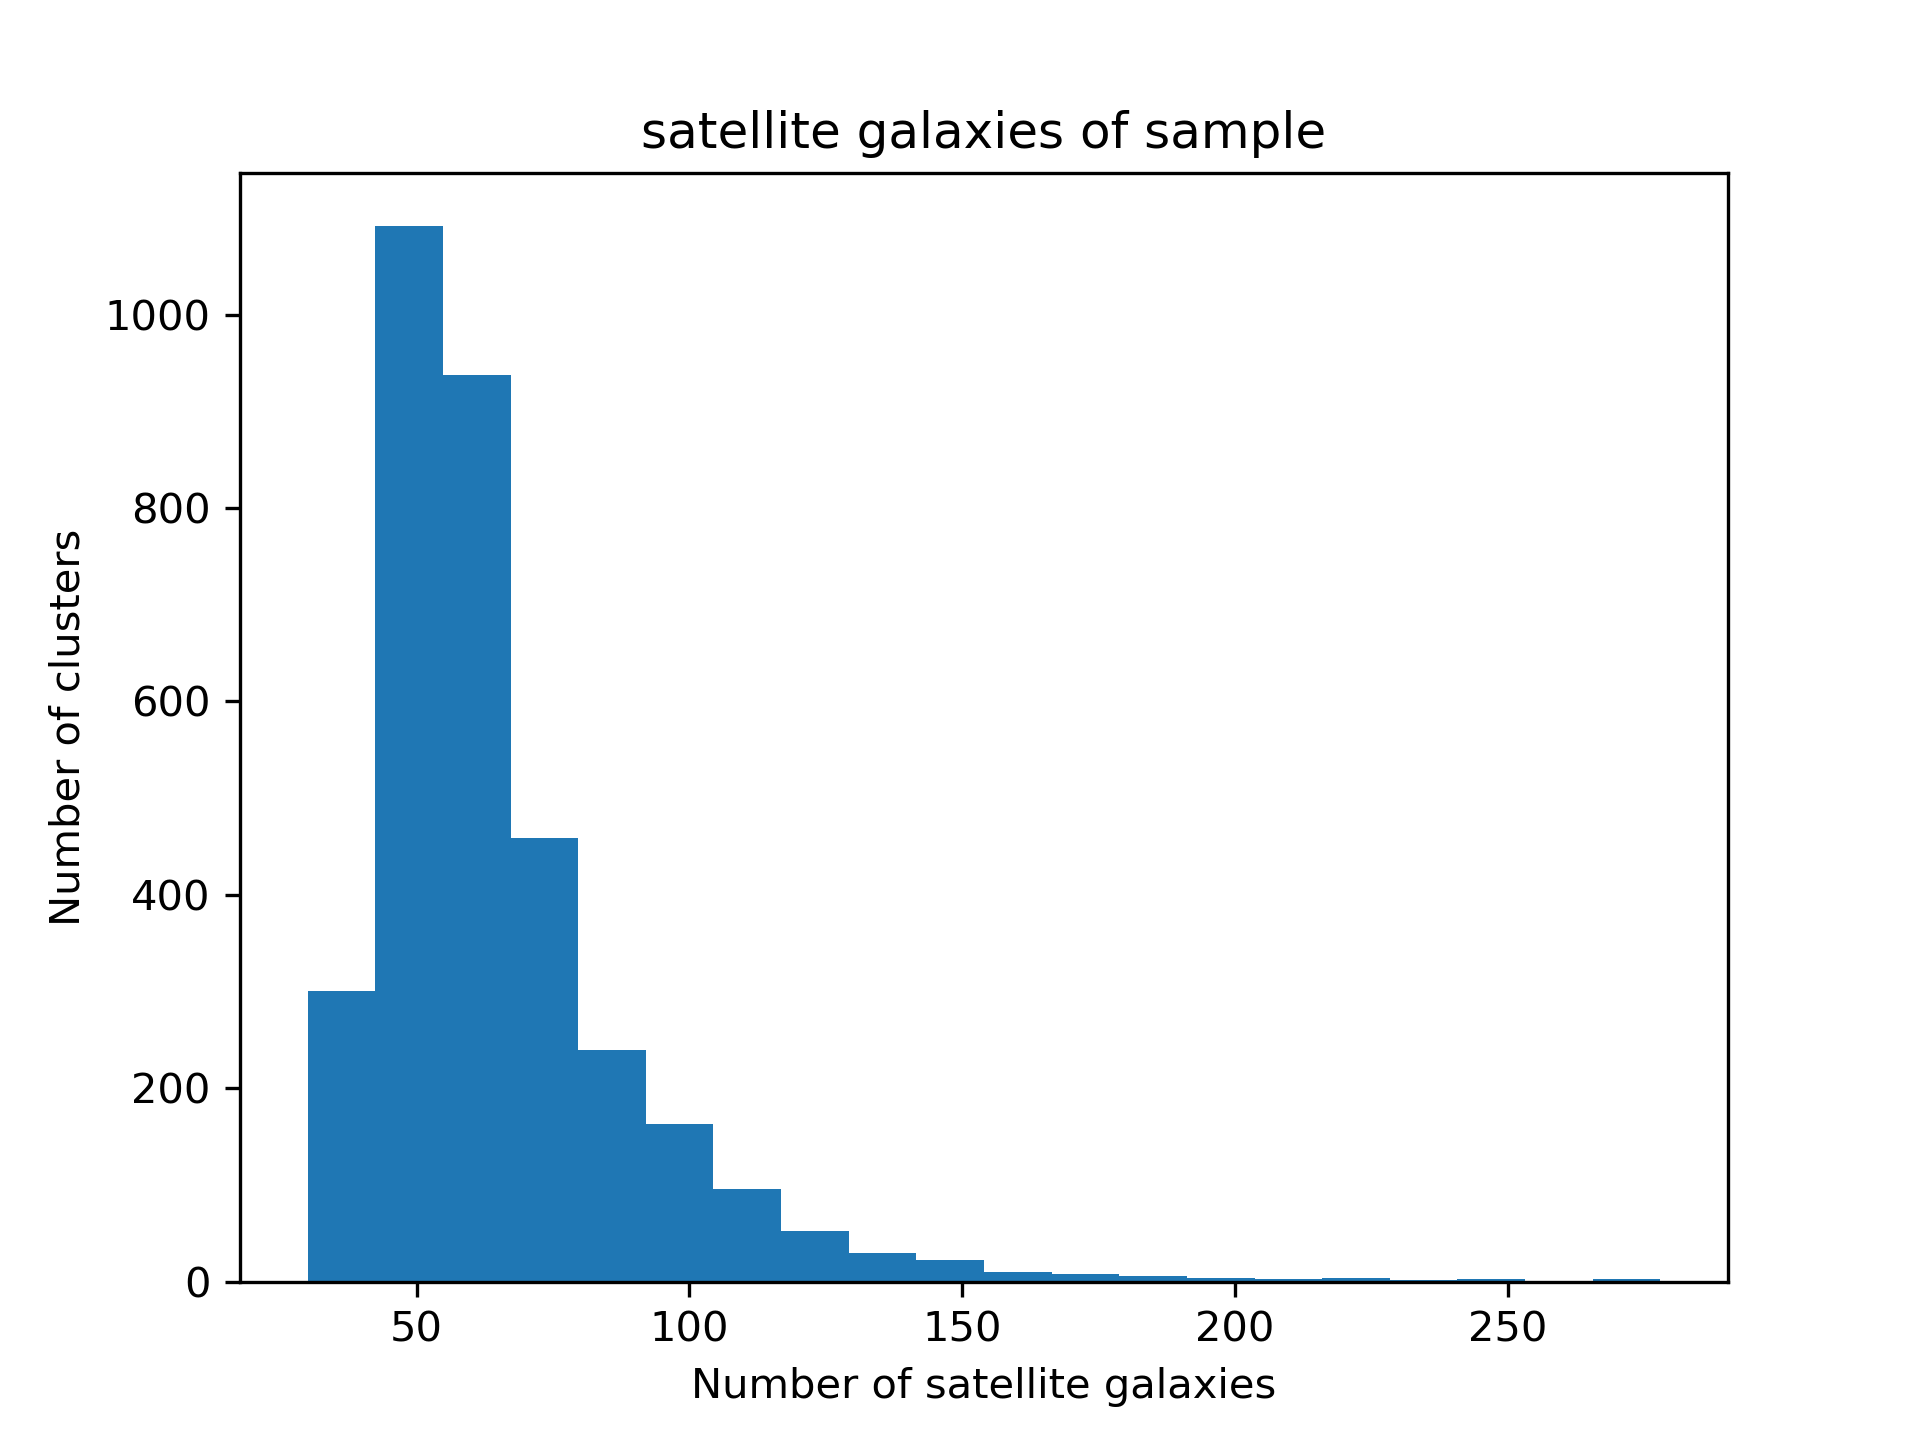 satellite galaxies of sample
Number of clusters
1000
800
600
400
200
0
50 100 150 200 250
Number of satellite galaxies